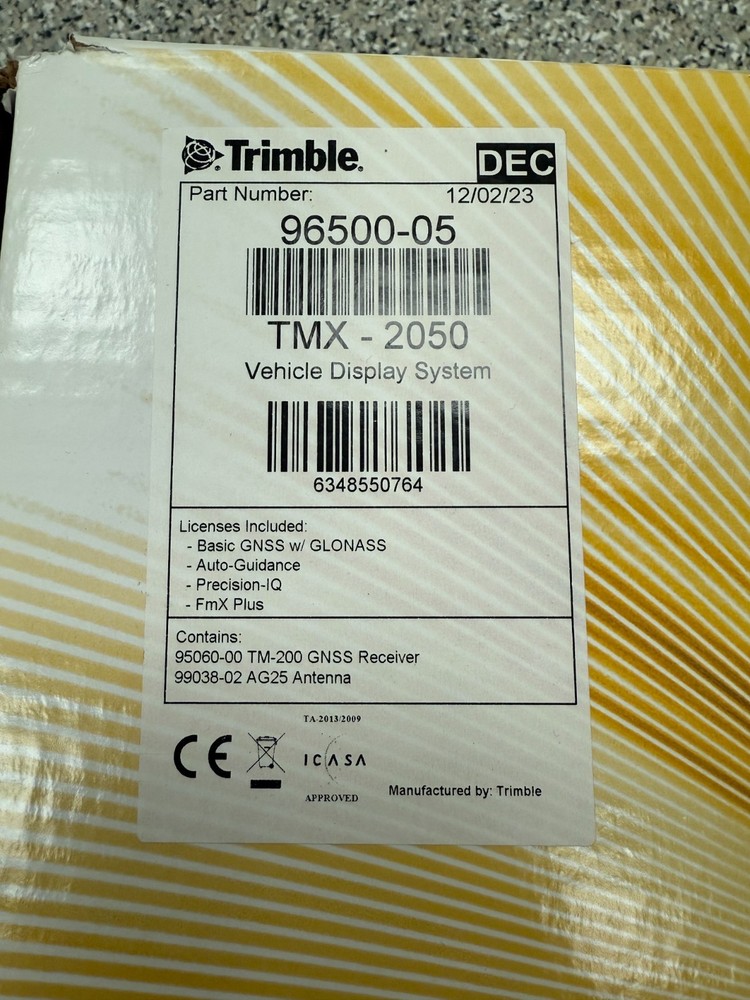 Trimble.
DEC
Part Number: 12/02/23
96500-05
TMX - 2050
Vehicle Display System
6348550764
Licenses Included:
- Basic GNSS w/ GLONASS
- Auto-Guidance
- Precision-IQ
- FmX Plus
Contains:
95060-00 TM-200 GNSS Receiver
99038-02 AG25 Antenna
TA-2013/2009
CE
ICASA
APPROVED
Manufactured by: Trimble